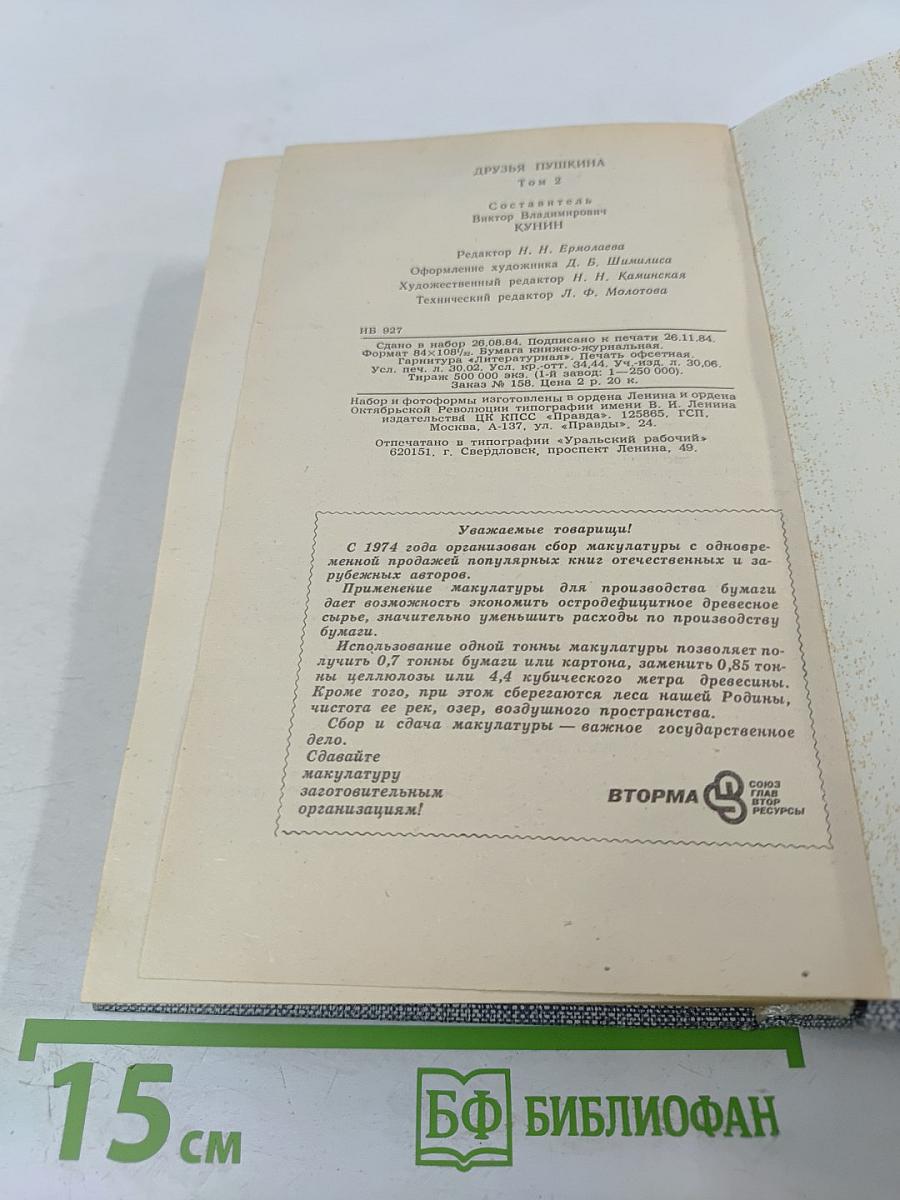 ДРУЗЬЯ ПУШКИНА
Том 2
Составитель
Виктор Владимирович
КУНИН
Редактор Н. Н. Ермолаева
Оформление художника Д. Б. Шимилиса
Художественный редактор Н. Н. Каминская
Технический редактор Л. Ф. Молотова
ИБ 927
Сдано в набор 26.08.84. Подписано к печати 26.11.84.
Формат 84×108¹/₃₂. Бумага книжно-журнальная.
Гарнитура «Литературная». Печать офсетная.
Усл. печ. л. 30.02. Усл. кр.-отт. 34,44. Уч-изд. л. 30,06.
Тираж 500 000 экз. (1-й завод: 1—250 000).
Заказ № 158. Цена 2 р. 20 к.
Набор и фотоформы изготовлены в ордена Ленина и ордена
Октябрьской Революции типографии имени В. И. Ленина
издательства ЦК КПСС «Правда». 125865, ГСП,
Москва, А-137, ул. «Правды», 24.
Отпечатано в типографии «Уральский рабочий»
620151, г. Свердловск, проспект Ленина, 49.
Уважаемые товарищи!
С 1974 года организован сбор макулатуры с одновре-
менной продажей популярных книг отечественных и за-
рубежных авторов.
Применение макулатуры для производства бумаги
дает возможность экономить остродефицитное древесное
сырье, значительно уменьшить расходы по производству
бумаги.
Использование одной тонны макулатуры позволяет по-
лучить 0,7 тонны бумаги или картона, заменить 0,85 тон-
ны целлюлозы или 4,4 кубического метра древесины.
Кроме того, при этом сберегаются леса нашей Родины,
чистота ее рек, озер, воздушного пространства.
Сбор и сдача макулатуры — важное государственное
дело.
Сдавайте
макулатуру
заготовительным
организациям!
ВТОРМА
СОЮЗ
ГЛАВ
ВТОР
РЕСУРСЫ
15 см
БФ БИБЛИОФАН